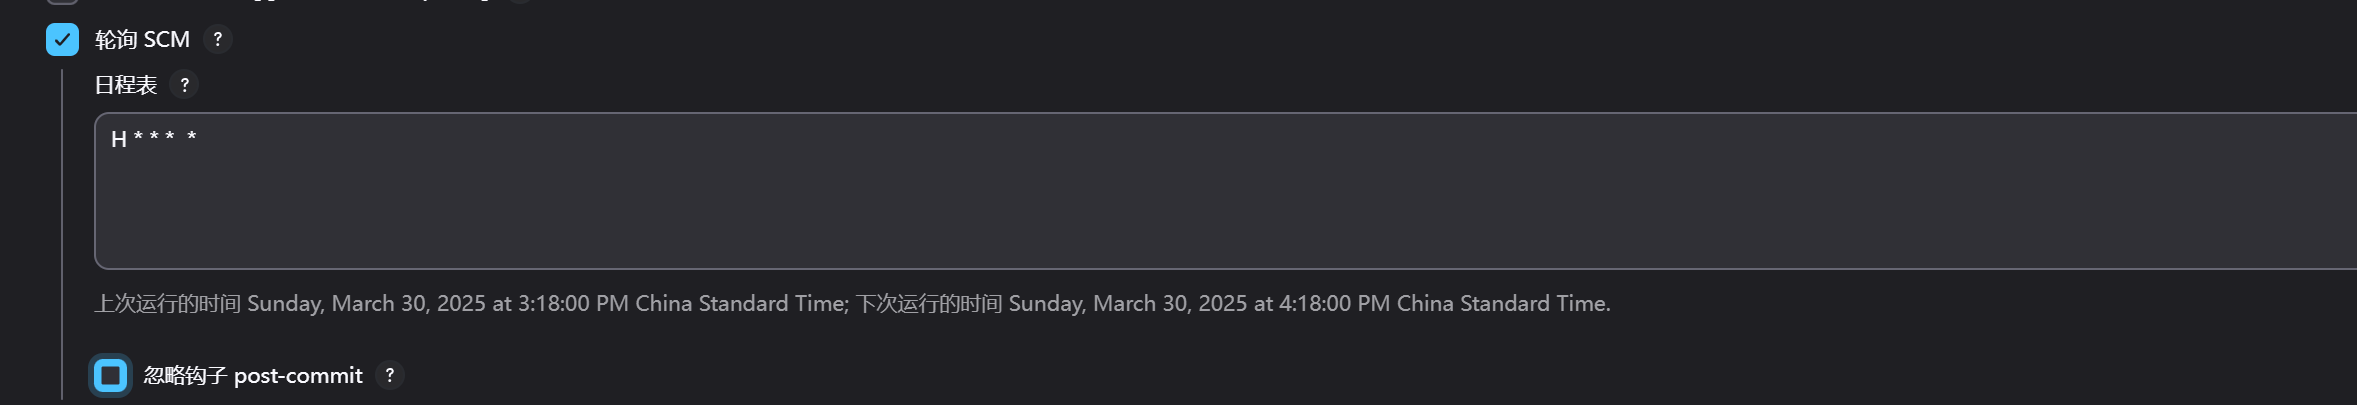 轮询 SCM ?
日程表 ?
H * * *  *
上次运行的时间 Sunday, March 30, 2025 at 3:18:00 PM China Standard Time; 下次运行的时间 Sunday, March 30, 2025 at 4:18:00 PM China Standard Time.
忽略钩子 post-commit ?